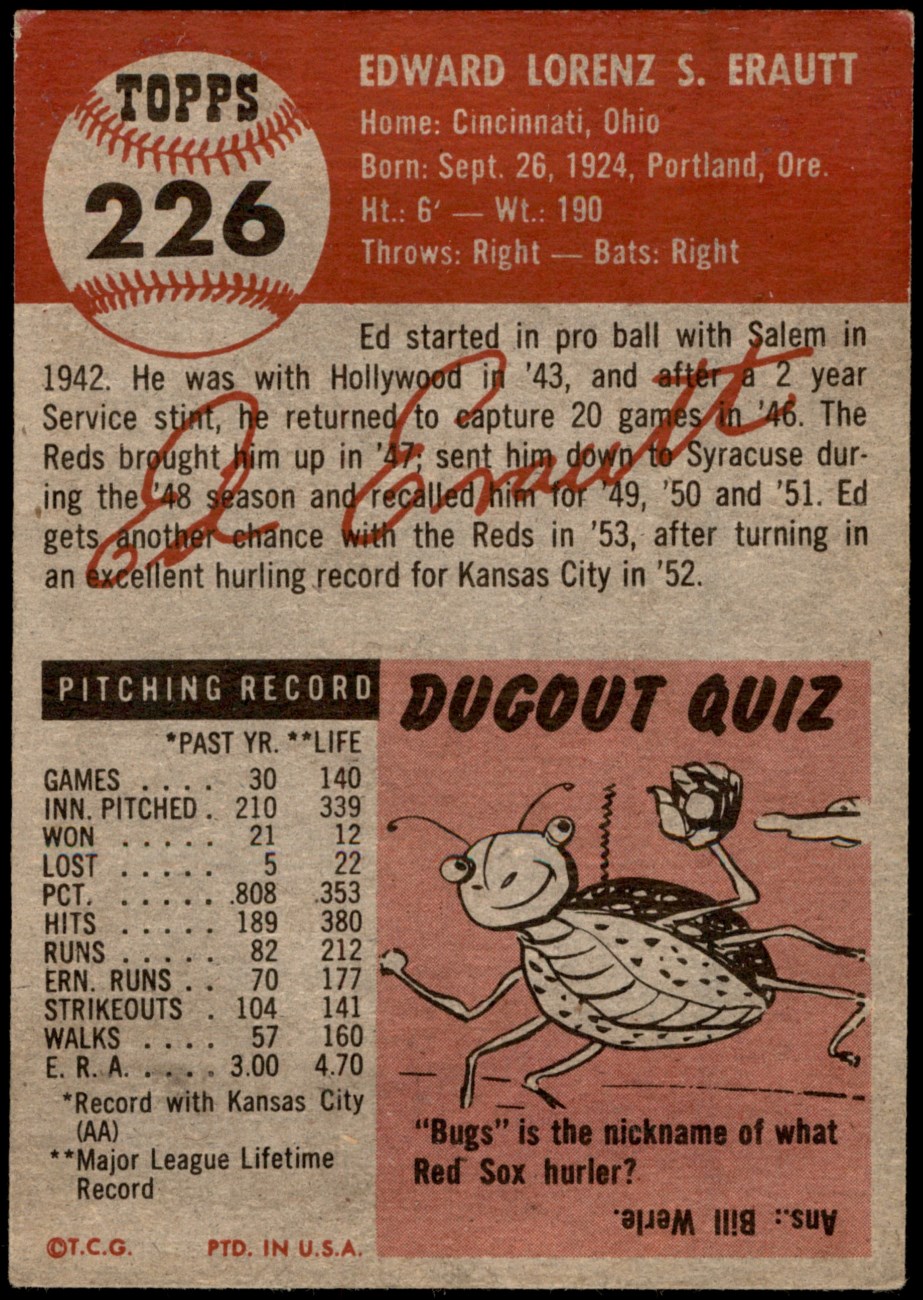 TOPPS
226
EDWARD LORENZ S. ERAUTT
Home: Cincinnati, Ohio
Born: Sept. 26, 1924, Portland, Ore.
Ht.: 6' — Wt.: 190
Throws: Right — Bats: Right
Ed started in pro ball with Salem in
1942. He was with Hollywood in '43, and after a 2 year
Service stint, he returned to capture 20 games in '46. The
Reds brought him up in '47; sent him down to Syracuse dur-
ing the '48 season and recalled him for '49, '50 and '51. Ed
gets another chance with the Reds in '53, after turning in
an excellent hurling record for Kansas City in '52.
Ed Erautt
PITCHING RECORD
*PAST YR. **LIFE
GAMES . . . . 30 140
INN. PITCHED . 210 339
WON . . . . . 21 12
LOST . . . . . 5 22
PCT. . . . . . .808 .353
HITS . . . . . 189 380
RUNS . . . . . 82 212
ERN. RUNS . . 70 177
STRIKEOUTS . 104 141
WALKS . . . . 57 160
E. R. A. . . . . 3.00 4.70
*Record with Kansas City
(AA)
**Major League Lifetime
Record
©T.C.G. PTD. IN U.S.A.
DUGOUT QUIZ
"Bugs" is the nickname of what
Red Sox hurler?
Ans.: Bill Werle.